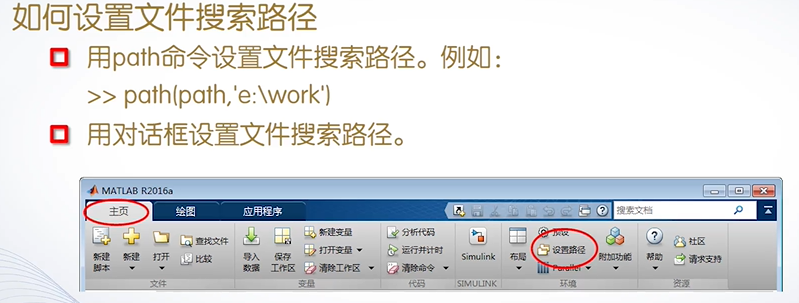 如何设置文件搜索路径
用path命令设置文件搜索路径。例如：
>> path(path,'e:\work')
用对话框设置文件搜索路径。
MATLAB R2016a
主页 绘图 应用程序 搜索文档
新建脚本 新建 打开 查找文件 比较
导入数据 保存工作区 新建变量 打开变量 清除工作区
分析代码 运行并计时 清除命令
Simulink
布局 预设 设置路径 Parallel 附加功能
帮助 社区 请求支持
文件 变量 代码 SIMULINK 环境 资源